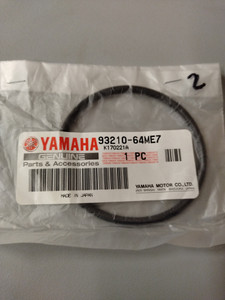 2
YAMAHA
93210-64ME7
K170221A
GENUINE
Parts & Accessories
1 PC
MADE IN JAPAN
YAMAHA MOTOR CO., LTD.